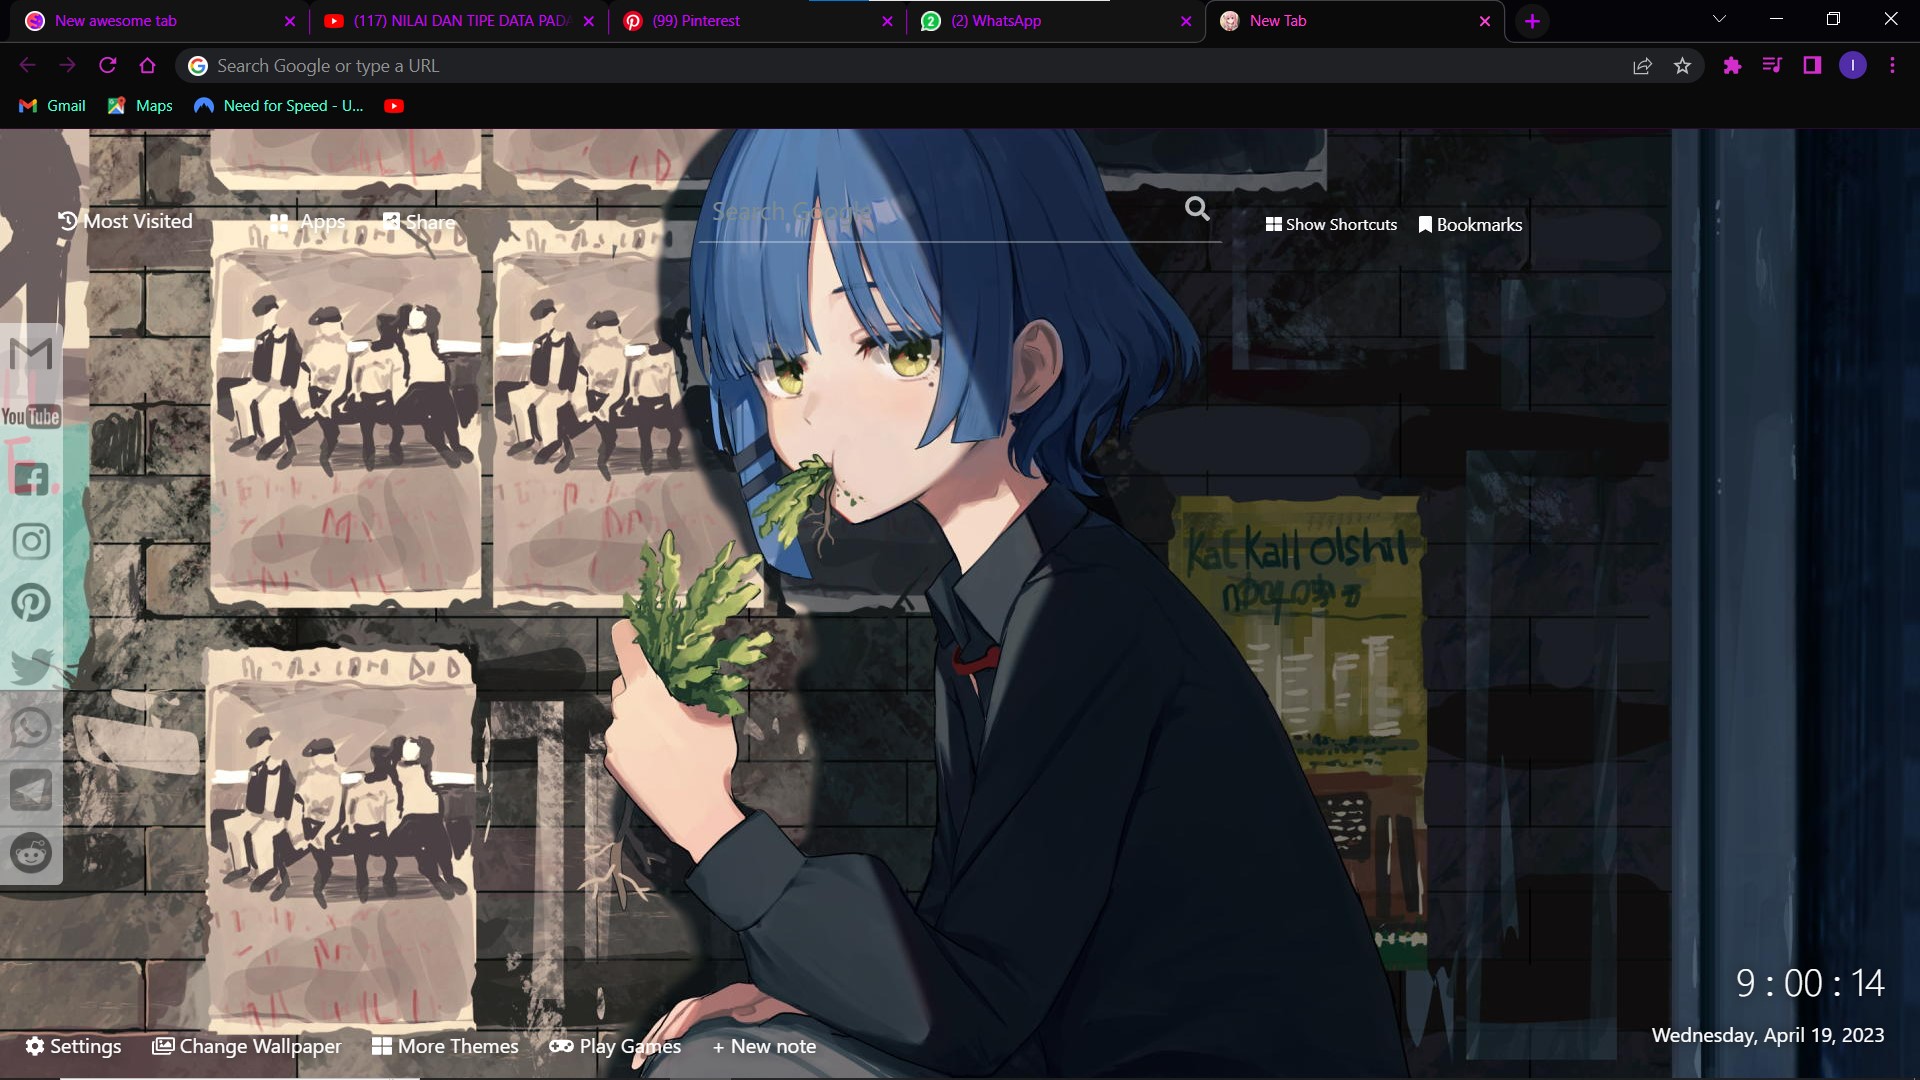 New awesome tab
(117) NILAI DAN TIPE DATA PADA
(99) Pinterest
2
(2) WhatsApp
New Tab
Search Google or type a URL
I
Gmail
Maps
Need for Speed - U...
Most Visited
Apps
Share
Search Google
Show Shortcuts
Bookmarks
YouTube
Kat Kall olshil
9 : 00 : 14
Wednesday, April 19, 2023
Settings
Change Wallpaper
More Themes
Play Games
+ New note